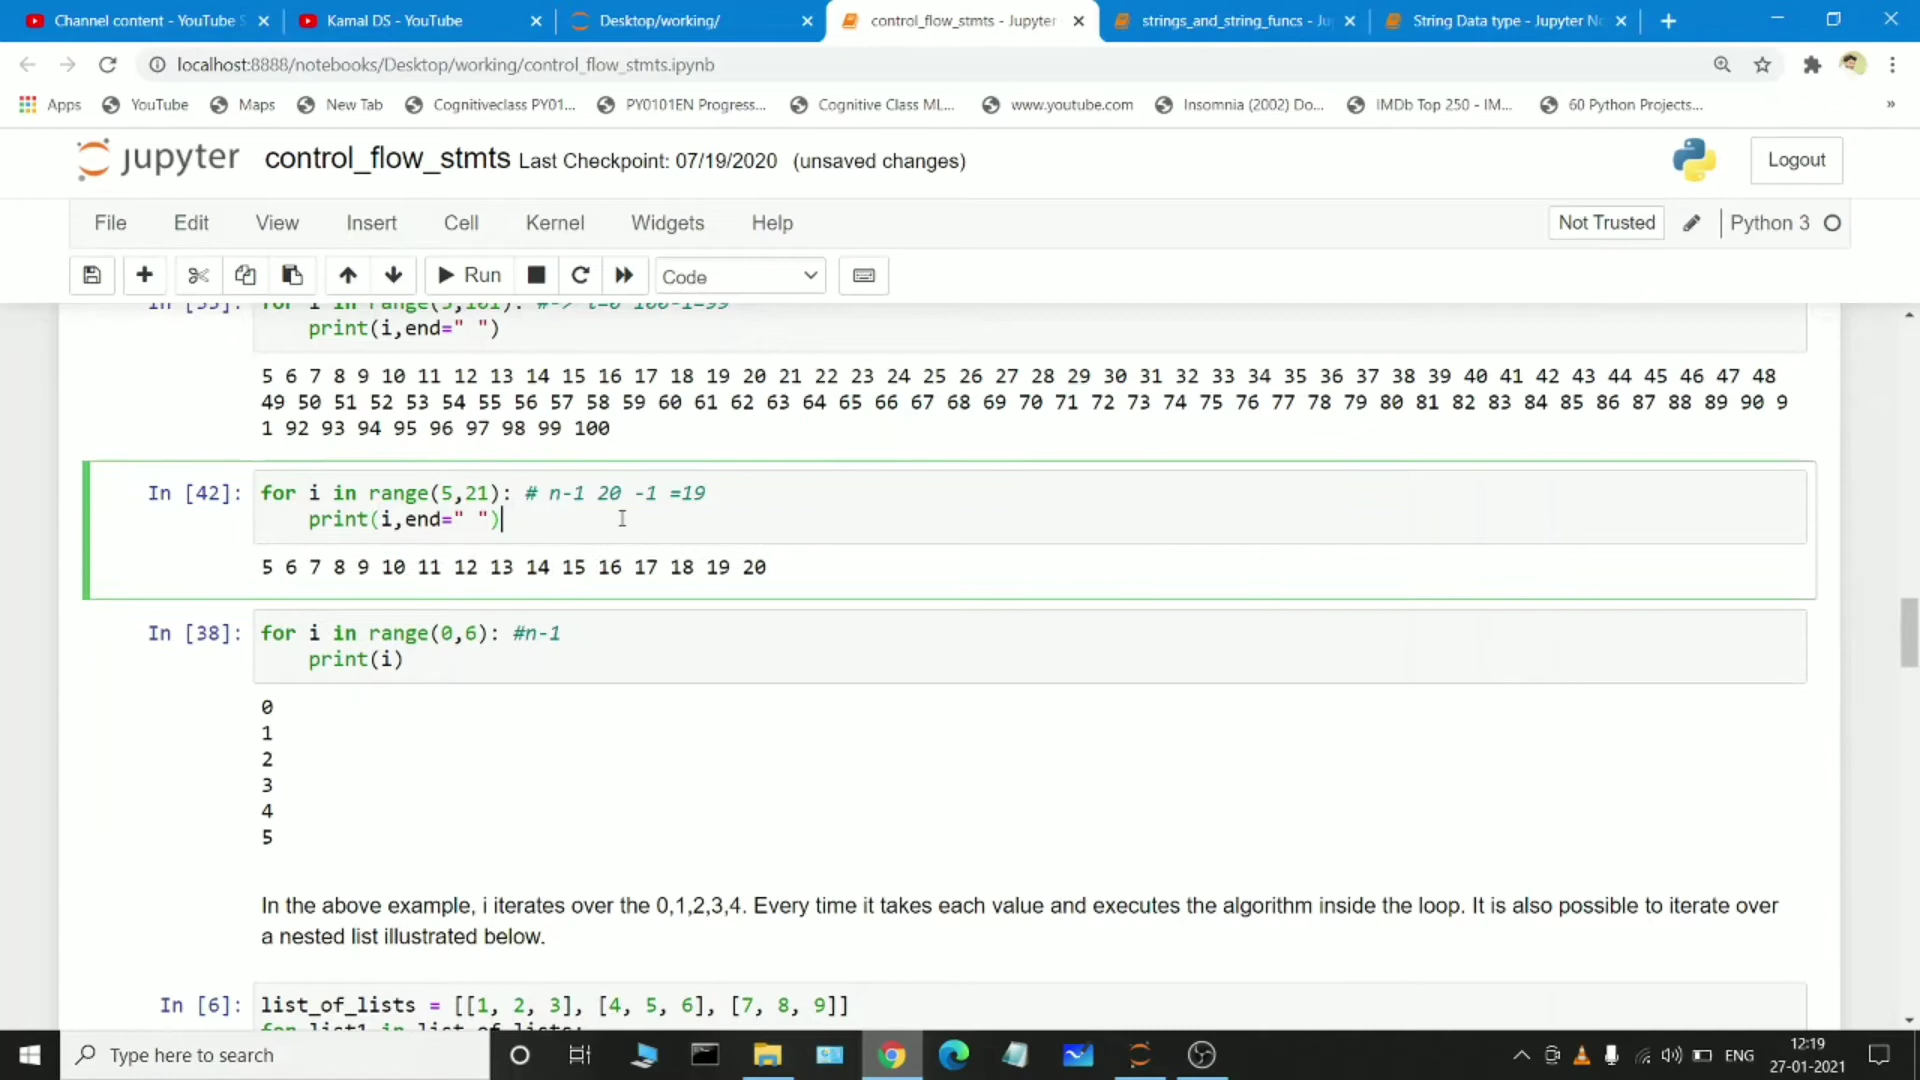 Channel content - YouTube S
Kamal DS - YouTube
Desktop/working/
control_flow_stmts - Jupyter
strings_and_string_funcs - Ju
String Data type - Jupyter No
localhost:8888/notebooks/Desktop/working/control_flow_stmts.ipynb
Apps YouTube Maps New Tab Cognitiveclass PY01... PY0101EN Progress... Cognitive Class ML... www.youtube.com Insomnia (2002) Do... IMDb Top 250 - IM... 60 Python Projects... »
jupyter control_flow_stmts Last Checkpoint: 07/19/2020 (unsaved changes) Logout
File Edit View Insert Cell Kernel Widgets Help Not Trusted Python 3
Run Code
print(i,end=" ")
5 6 7 8 9 10 11 12 13 14 15 16 17 18 19 20 21 22 23 24 25 26 27 28 29 30 31 32 33 34 35 36 37 38 39 40 41 42 43 44 45 46 47 48
49 50 51 52 53 54 55 56 57 58 59 60 61 62 63 64 65 66 67 68 69 70 71 72 73 74 75 76 77 78 79 80 81 82 83 84 85 86 87 88 89 90 9
1 92 93 94 95 96 97 98 99 100
In [42]: for i in range(5,21): # n-1 20 -1 =19
print(i,end=" ")
5 6 7 8 9 10 11 12 13 14 15 16 17 18 19 20
In [38]: for i in range(0,6): #n-1
print(i)
0
1
2
3
4
5
In the above example, i iterates over the 0,1,2,3,4. Every time it takes each value and executes the algorithm inside the loop. It is also possible to iterate over
a nested list illustrated below.
In [6]: list_of_lists = [[1, 2, 3], [4, 5, 6], [7, 8, 9]]
for list1 in list_of_lists:
Type here to search ENG 12:19
27-01-2021